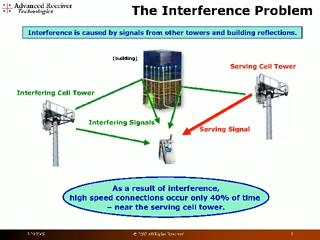 Advanced Receiver
Technologies
The Interference Problem
Interference is caused by signals from other towers and building reflections.
(building)
Serving Cell Tower
Interfering Cell Tower
Interfering Signals
Serving Signal
As a result of interference,
high speed connections occur only 40% of time
– near the serving cell tower.